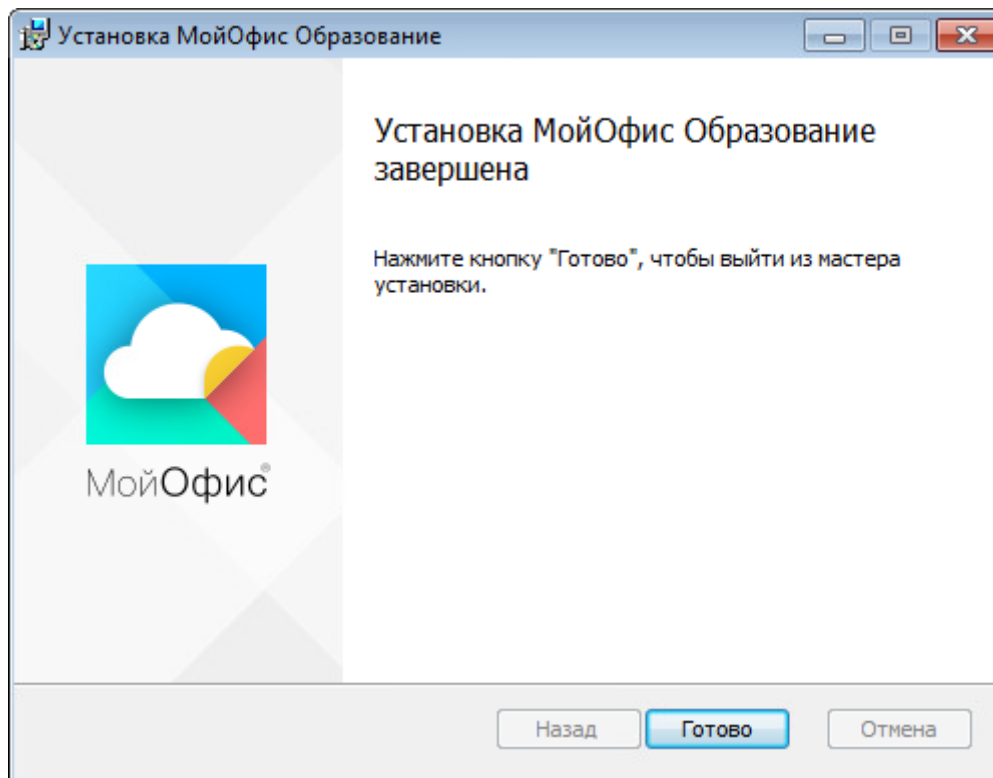 Установка МойОфис Образование
Установка МойОфис Образование
завершена
Нажмите кнопку "Готово", чтобы выйти из мастера
установки.
МойОфис®
Назад
Готово
Отмена